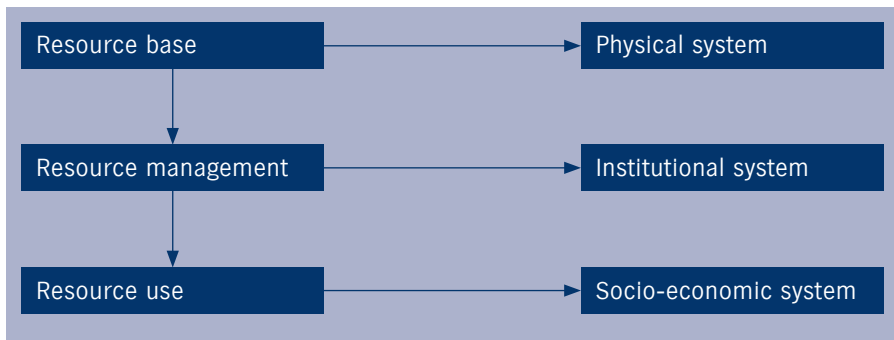 Resource base
Physical system
Resource management
Institutional system
Resource use
Socio-economic system